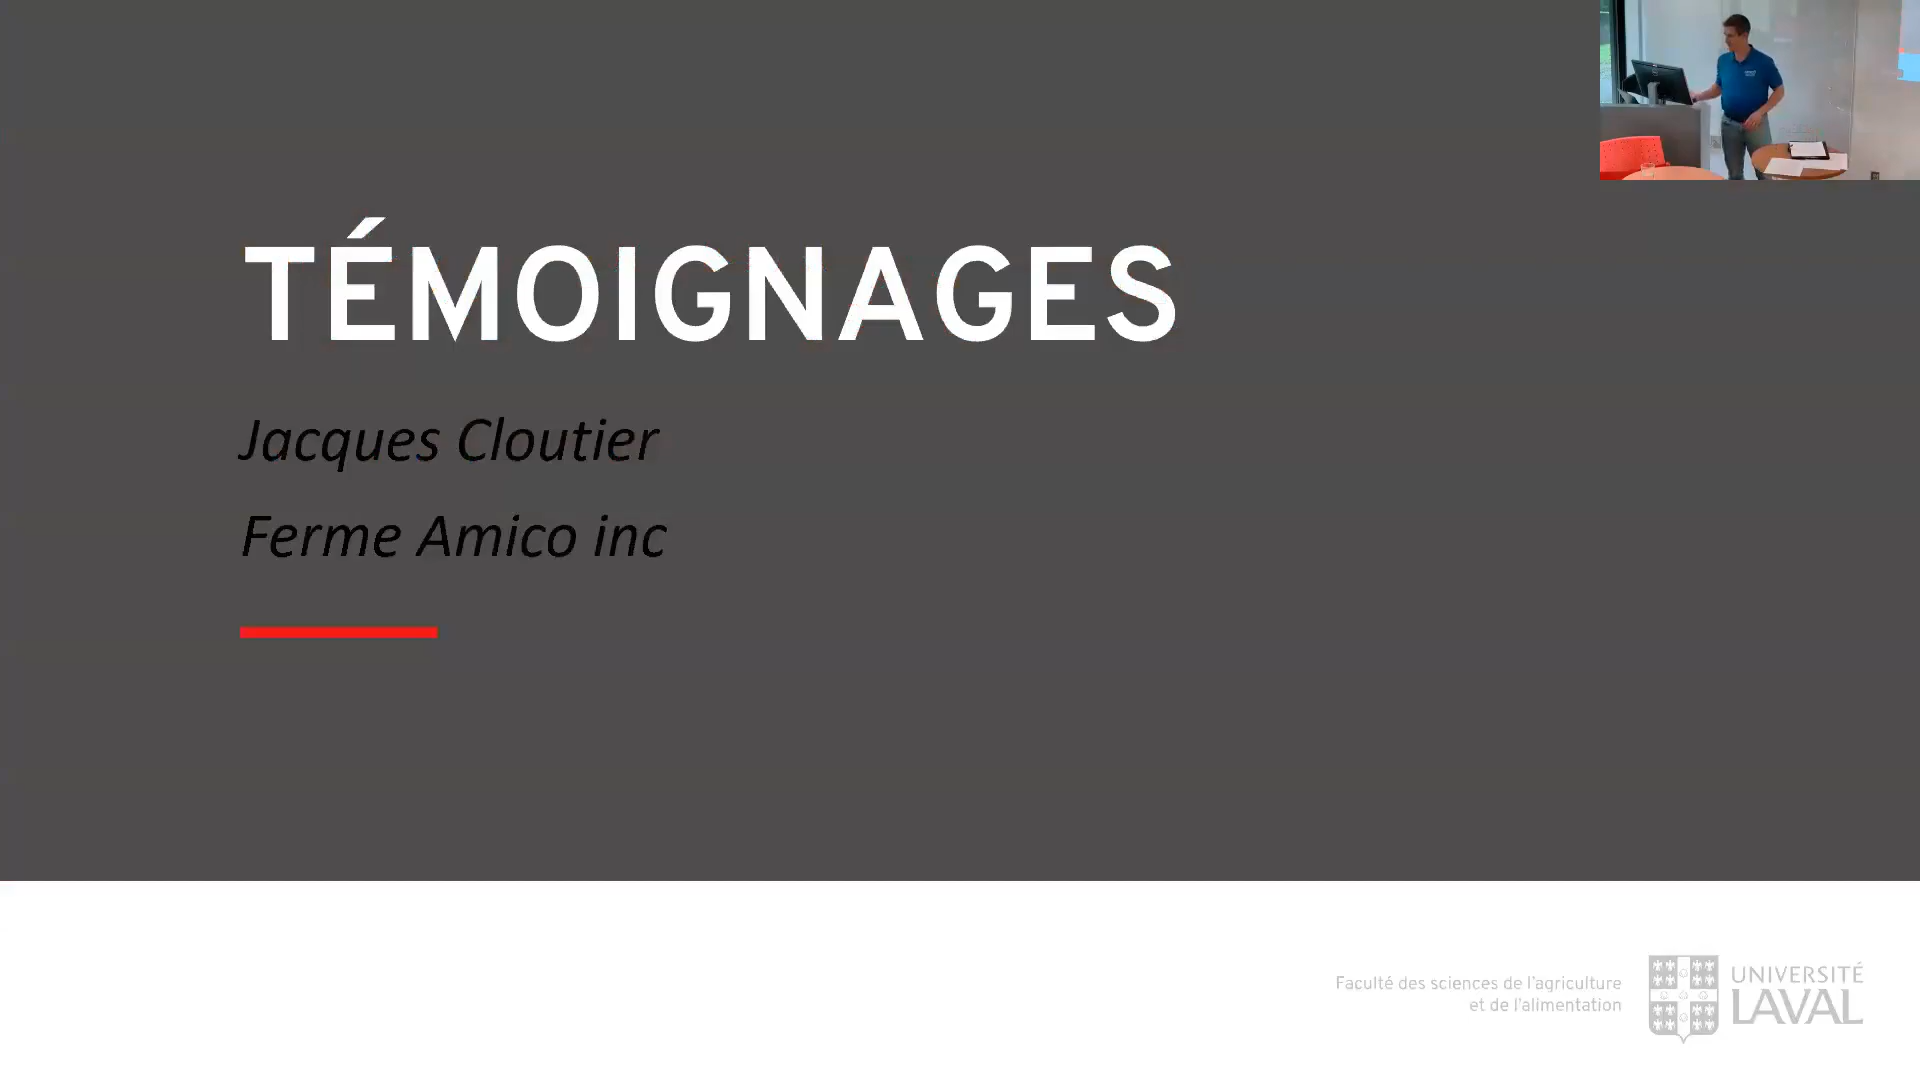 TÉMOIGNAGES
Jacques Cloutier
Ferme Amico inc
Faculté des sciences de l'agriculture
et de l'alimentation
UNIVERSITÉ
LAVAL